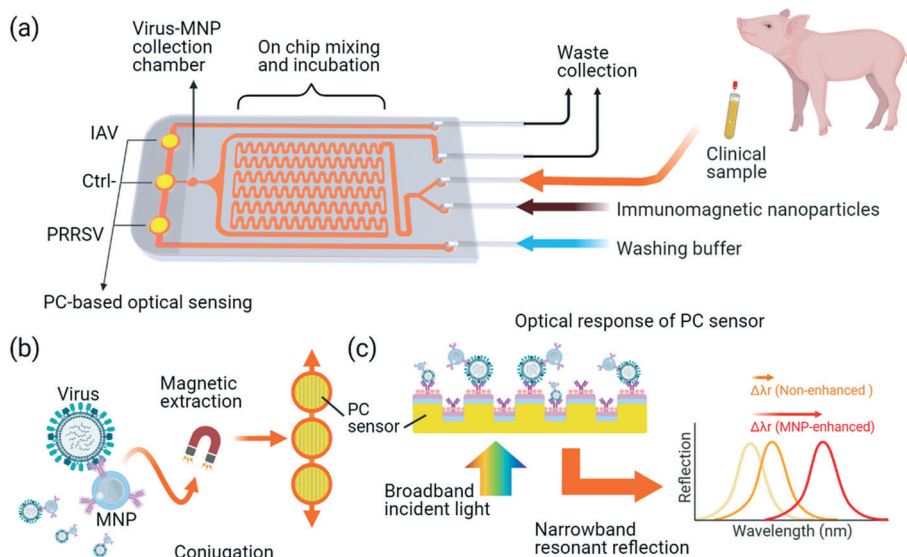 (a)
Virus-MNP
collection
chamber
On chip mixing
and incubation
Waste
collection
IAV
Ctrl-
PRRSV
Clinical
sample
Immunomagnetic nanoparticles
Washing buffer
PC-based optical sensing
(b)
Virus
Magnetic
extraction
PC
sensor
MNP
Conjugation
(c)
Optical response of PC sensor
Δλr (Non-enhanced )
Δλr (MNP-enhanced)
Reflection
Broadband
incident light
Narrowband
resonant reflection
Wavelength (nm)